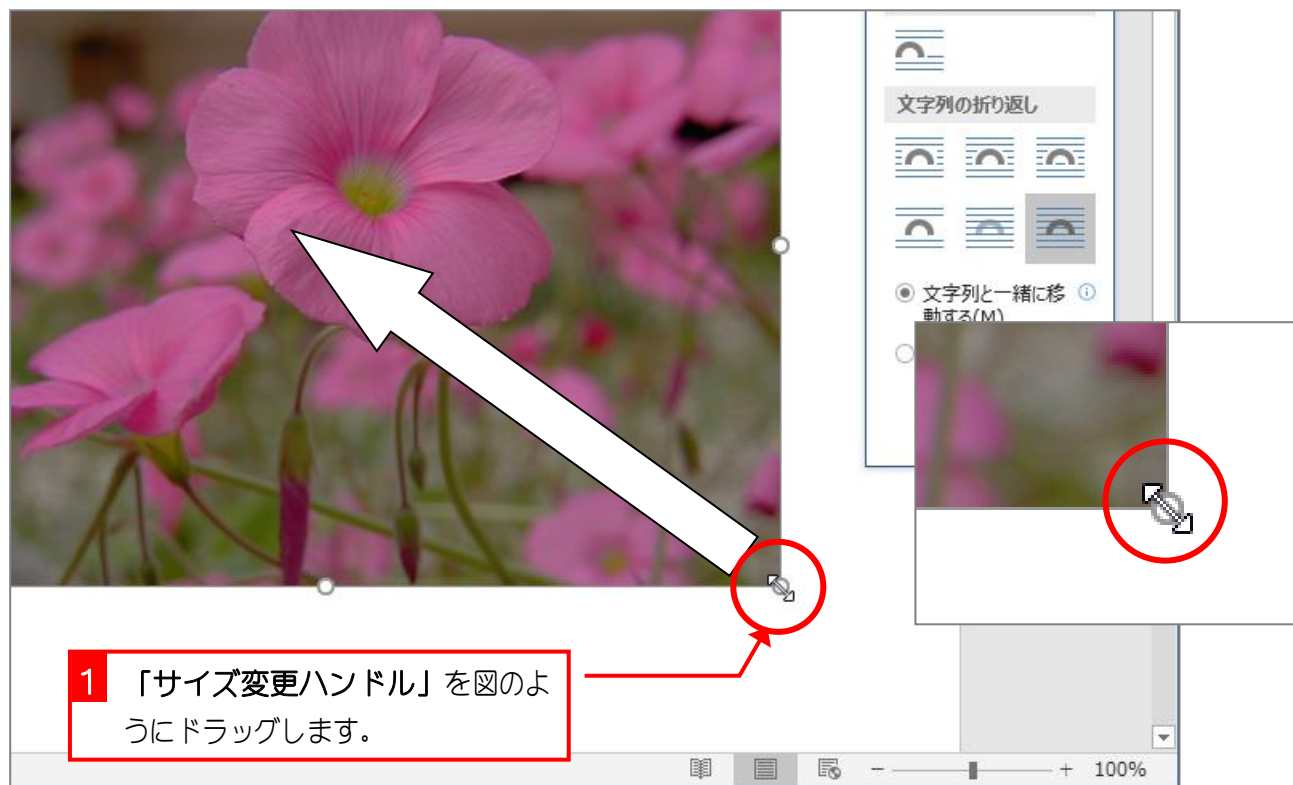 文字列の折り返し
文字列と一緒に移
動する(M)
1 「サイズ変更ハンドル」を図のよ
うにドラッグします。
100%